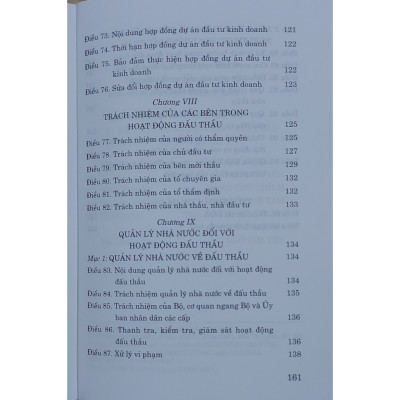 Điều 73. Nội dung hợp đồng dự án đầu tư kinh doanh 121
Điều 74. Thời hạn hợp đồng dự án đầu tư kinh doanh 122
Điều 75. Bảo đảm thực hiện hợp đồng dự án đầu tư
kinh doanh 122
Điều 76. Sửa đổi hợp đồng dự án đầu tư kinh doanh 123
Chương VIII
TRÁCH NHIỆM CỦA CÁC BÊN TRONG
HOẠT ĐỘNG ĐẤU THẦU 125
Điều 77. Trách nhiệm của người có thẩm quyền 125
Điều 78. Trách nhiệm của chủ đầu tư 127
Điều 79. Trách nhiệm của bên mời thầu 129
Điều 80. Trách nhiệm của tổ chuyên gia 132
Điều 81. Trách nhiệm của tổ thẩm định 132
Điều 82. Trách nhiệm của nhà thầu, nhà đầu tư 133
Chương IX
QUẢN LÝ NHÀ NƯỚC ĐỐI VỚI
HOẠT ĐỘNG ĐẤU THẦU 134
Mục 1: QUẢN LÝ NHÀ NƯỚC VỀ ĐẤU THẦU 134
Điều 83. Nội dung quản lý nhà nước đối với hoạt động
đấu thầu 134
Điều 84. Trách nhiệm quản lý nhà nước về đấu thầu 135
Điều 85. Trách nhiệm của Bộ, cơ quan ngang Bộ và Ủy
ban nhân dân các cấp 136
Điều 86. Thanh tra, kiểm tra, giám sát hoạt động
đấu thầu 136
Điều 87. Xử lý vi phạm 138
161